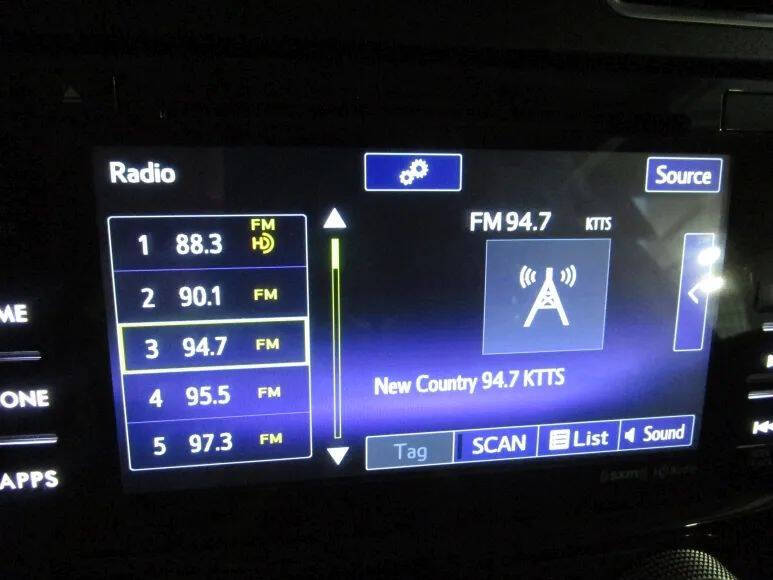 Radio
Source
FM 94.7 KTTS
1 88.3 FM HD
2 90.1 FM
3 94.7 FM
4 95.5 FM
5 97.3 FM
New Country 94.7 KTTS
Tag SCAN List Sound
ME
ONE
APPS